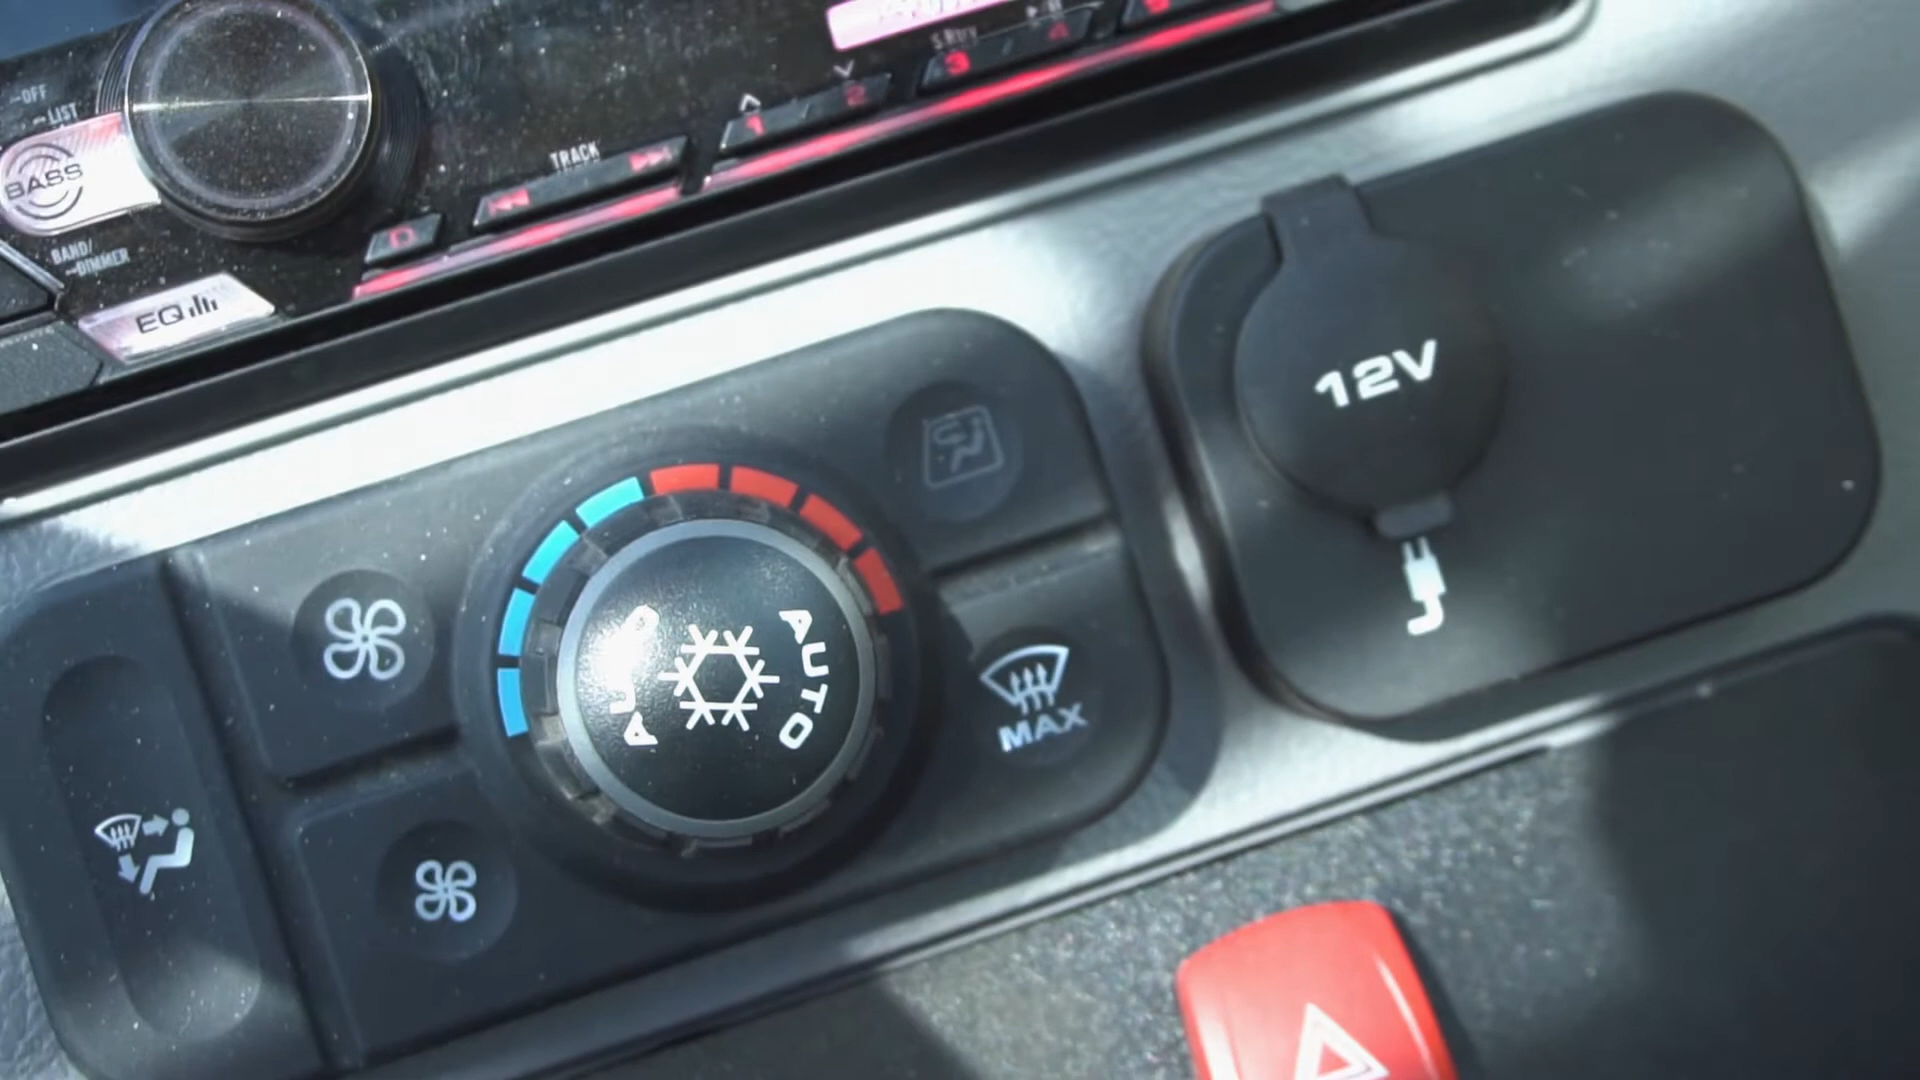 OFF
LIST
BASS
BAND/
DIMMER
EQ
D
TRACK
1
2
3
4
AUTO
MAX
12V